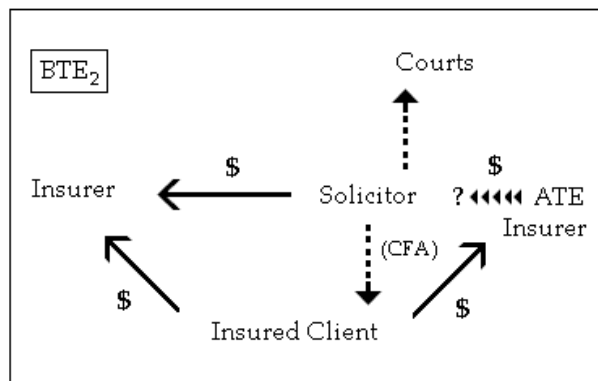 Courts
BTE₂
$ $
Insurer Solicitor ? ATE
Insurer
(CFA)
$ $
Insured Client